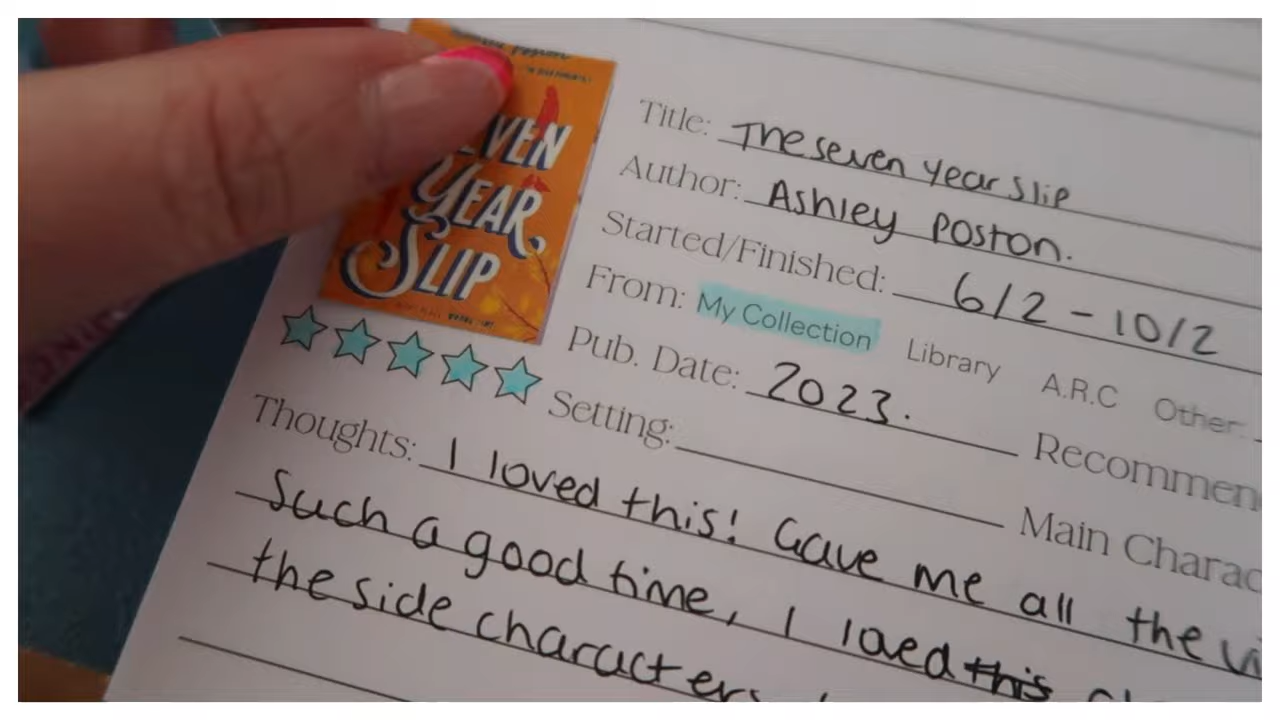 VEN
YEAR
SLIP
Title: The seven year slip
Author: Ashley poston.
Started/Finished: 6/2 - 10/2
From: My Collection Library A.R.C Other:
Pub. Date: 2023. Recommen
Setting: Main Charac
Thoughts: I loved this! Gave me all the vi
Such a good time, I loved this
the side characters